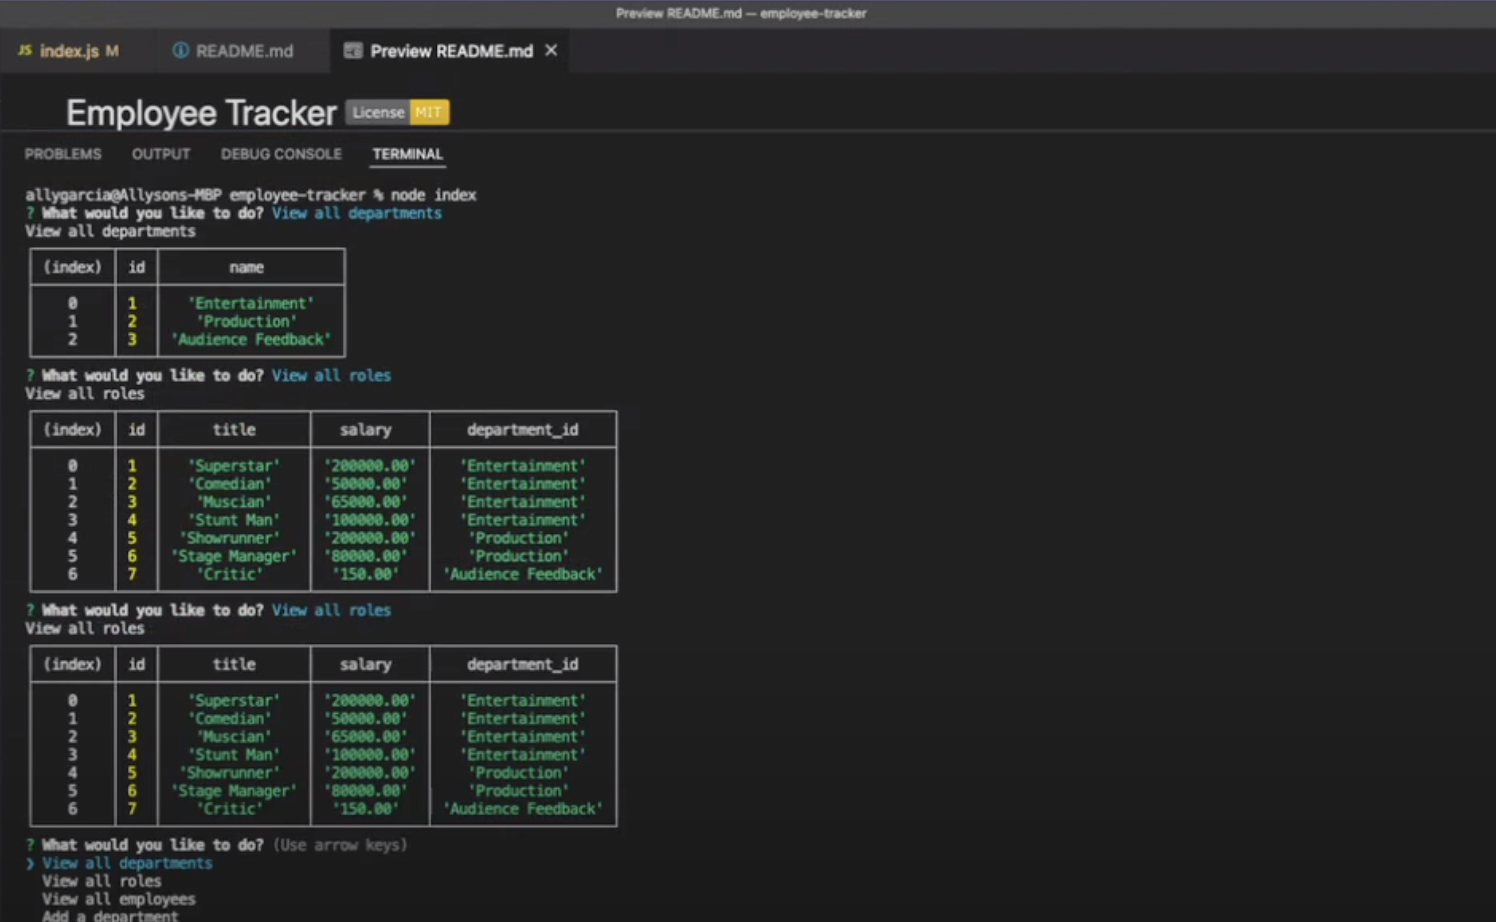 Preview README.md — employee-tracker
JS index.js M
README.md
Preview README.md ×
Employee Tracker License MIT
PROBLEMS OUTPUT DEBUG CONSOLE TERMINAL
allygarcia@Allysons-MBP employee-tracker % node index
? What would you like to do? View all departments
View all departments
(index) id name
0 1 'Entertainment'
1 2 'Production'
2 3 'Audience Feedback'
? What would you like to do? View all roles
View all roles
(index) id title salary department_id
0 1 'Superstar' '200000.00' 'Entertainment'
1 2 'Comedian' '50000.00' 'Entertainment'
2 3 'Muscian' '65000.00' 'Entertainment'
3 4 'Stunt Man' '100000.00' 'Entertainment'
4 5 'Showrunner' '200000.00' 'Production'
5 6 'Stage Manager' '80000.00' 'Production'
6 7 'Critic' '150.00' 'Audience Feedback'
? What would you like to do? View all roles
View all roles
(index) id title salary department_id
0 1 'Superstar' '200000.00' 'Entertainment'
1 2 'Comedian' '50000.00' 'Entertainment'
2 3 'Muscian' '65000.00' 'Entertainment'
3 4 'Stunt Man' '100000.00' 'Entertainment'
4 5 'Showrunner' '200000.00' 'Production'
5 6 'Stage Manager' '80000.00' 'Production'
6 7 'Critic' '150.00' 'Audience Feedback'
? What would you like to do? (Use arrow keys)
❯ View all departments
View all roles
View all employees
Add a department